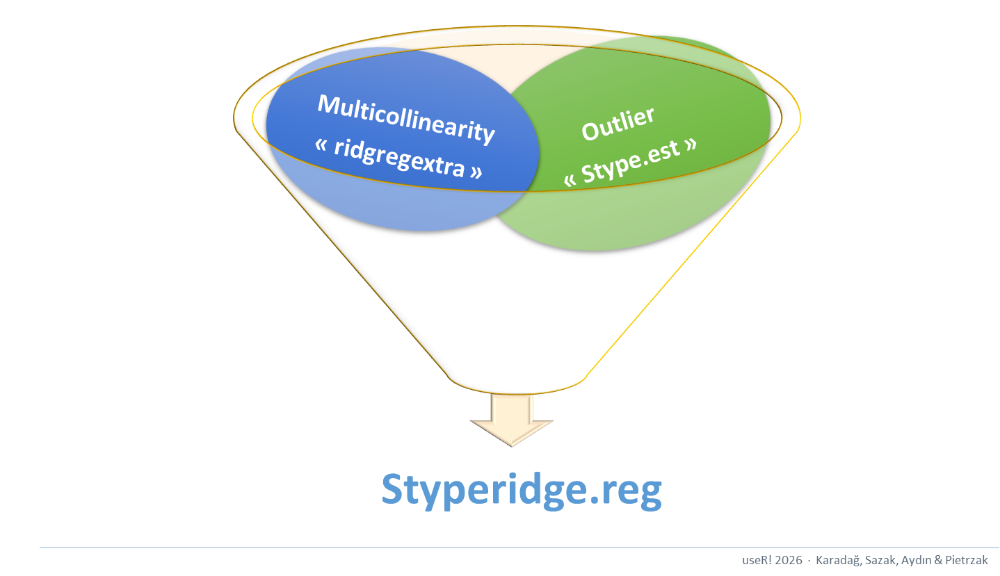 Multicollinearity
« ridgregextra »
Outlier
« Stype.est »
Styperidge.reg
useR! 2026 · Karadağ, Sazak, Aydın & Pietrzak